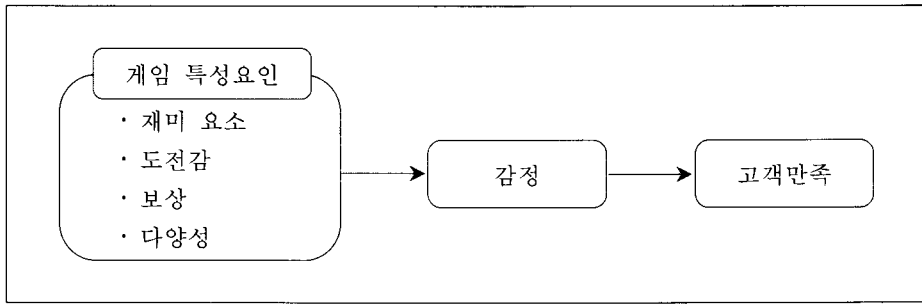 게임 특성요인
· 재미 요소
· 도전감
· 보상
· 다양성
감정
고객만족